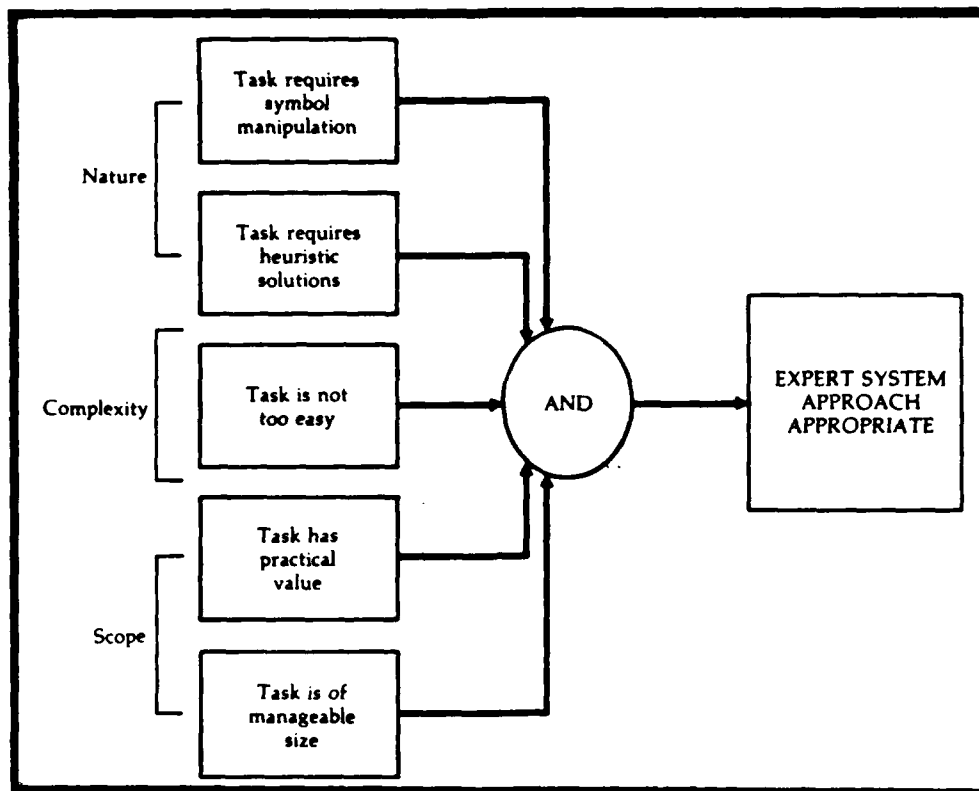 Task requires
symbol
manipulation
Nature
Task requires
heuristic
solutions
Complexity
Task is not
too easy
AND
EXPERT SYSTEM
APPROACH
APPROPRIATE
Task has
practical
value
Scope
Task is of
manageable
size